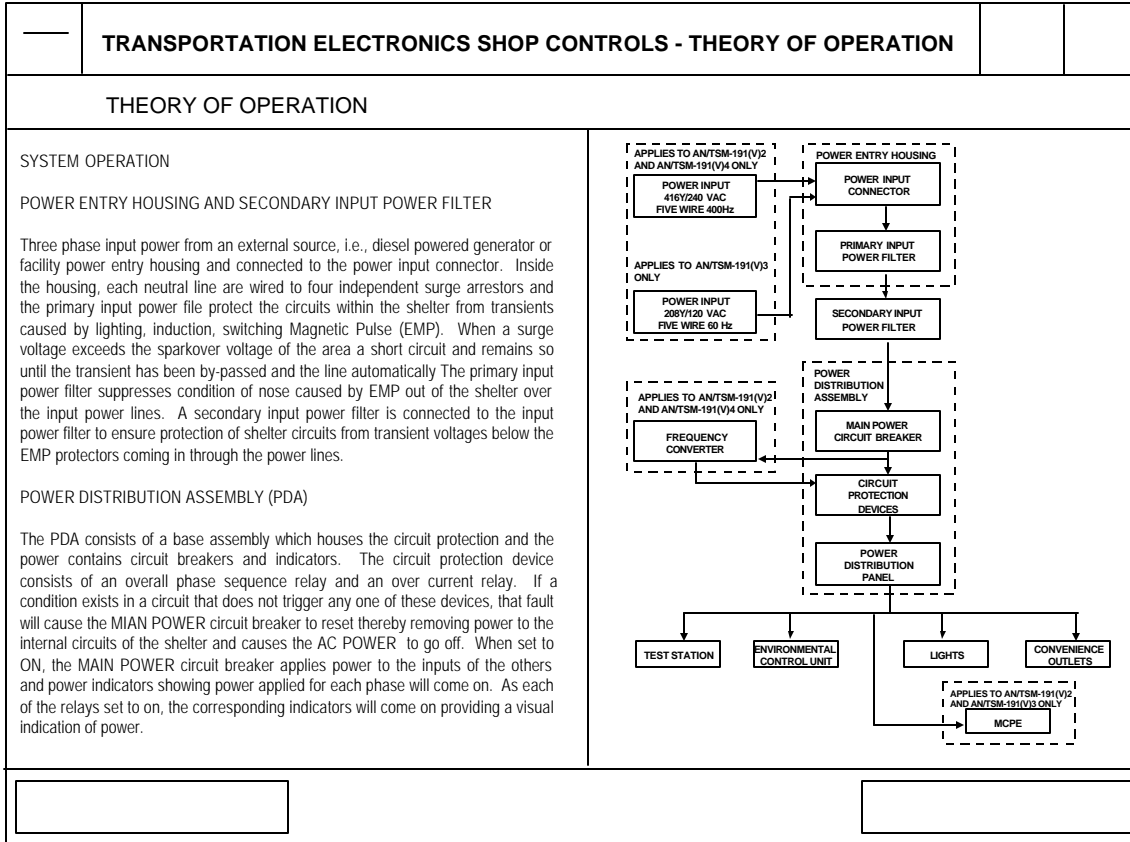 TRANSPORTATION ELECTRONICS SHOP CONTROLS - THEORY OF OPERATION
THEORY OF OPERATION
SYSTEM OPERATION
POWER ENTRY HOUSING AND SECONDARY INPUT POWER FILTER
Three phase input power from an external source, i.e., diesel powered generator or
facility power entry housing and connected to the power input connector. Inside
the housing, each neutral line are wired to four independent surge arrestors and
the primary input power file protect the circuits within the shelter from transients
caused by lighting, induction, switching Magnetic Pulse (EMP). When a surge
voltage exceeds the sparkover voltage of the area a short circuit and remains so
until the transient has been by-passed and the line automatically The primary input
power filter suppresses condition of nose caused by EMP out of the shelter over
the input power lines. A secondary input power filter is connected to the input
power filter to ensure protection of shelter circuits from transient voltages below the
EMP protectors coming in through the power lines.
POWER DISTRIBUTION ASSEMBLY (PDA)
The PDA consists of a base assembly which houses the circuit protection and the
power contains circuit breakers and indicators. The circuit protection device
consists of an overall phase sequence relay and an over current relay. If a
condition exists in a circuit that does not trigger any one of these devices, that fault
will cause the MIAN POWER circuit breaker to reset thereby removing power to the
internal circuits of the shelter and causes the AC POWER to go off. When set to
ON, the MAIN POWER circuit breaker applies power to the inputs of the others
and power indicators showing power applied for each phase will come on. As each
of the relays set to on, the corresponding indicators will come on providing a visual
indication of power.
APPLIES TO AN/TSM-191(V)2
AND AN/TSM-191(V)4 ONLY
POWER INPUT
416Y/240 VAC
FIVE WIRE 400Hz
POWER ENTRY HOUSING
POWER INPUT
CONNECTOR
PRIMARY INPUT
POWER FILTER
APPLIES TO AN/TSM-191(V)3
ONLY
POWER INPUT
208Y/120 VAC
FIVE WIRE 60 Hz
SECONDARY INPUT
POWER FILTER
POWER
DISTRIBUTION
ASSEMBLY
MAIN POWER
CIRCUIT BREAKER
APPLIES TO AN/TSM-191(V)2
AND AN/TSM-191(V)4 ONLY
FREQUENCY
CONVERTER
CIRCUIT
PROTECTION
DEVICES
POWER
DISTRIBUTION
PANEL
TEST STATION
ENVIRONMENTAL
CONTROL UNIT
LIGHTS
CONVENIENCE
OUTLETS
APPLIES TO AN/TSM-191(V)2
AND AN/TSM-191(V)3 ONLY
MCPE